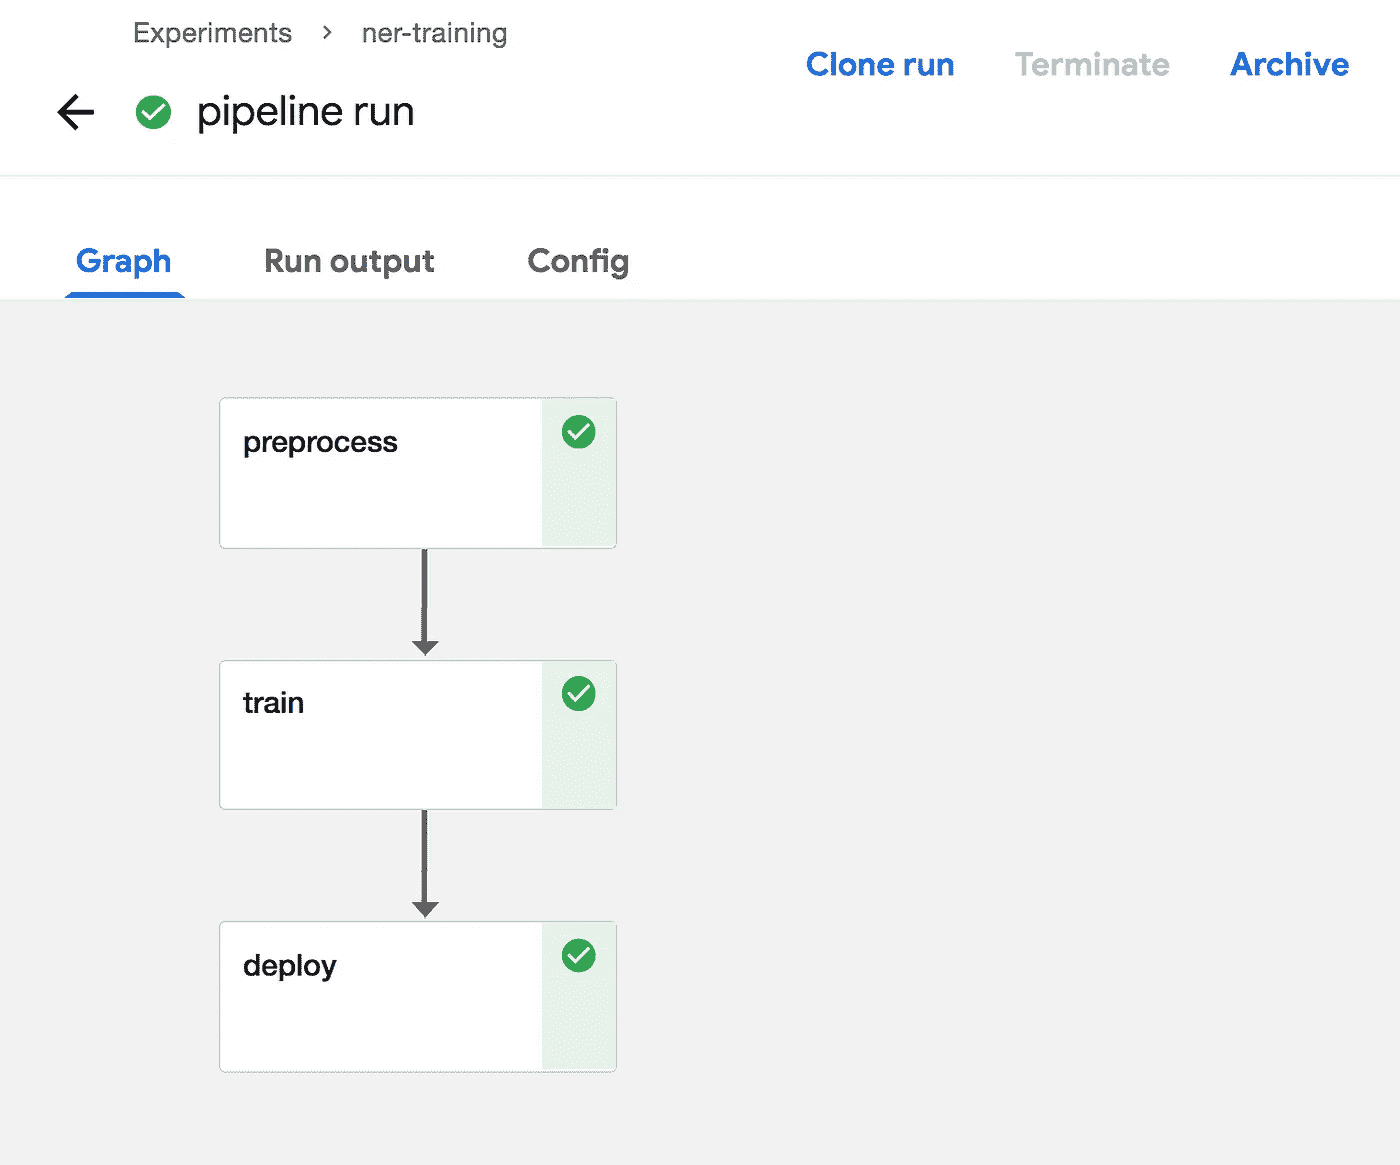 Experiments > ner-training
Clone run Terminate Archive
pipeline run
Graph Run output Config
preprocess
train
deploy